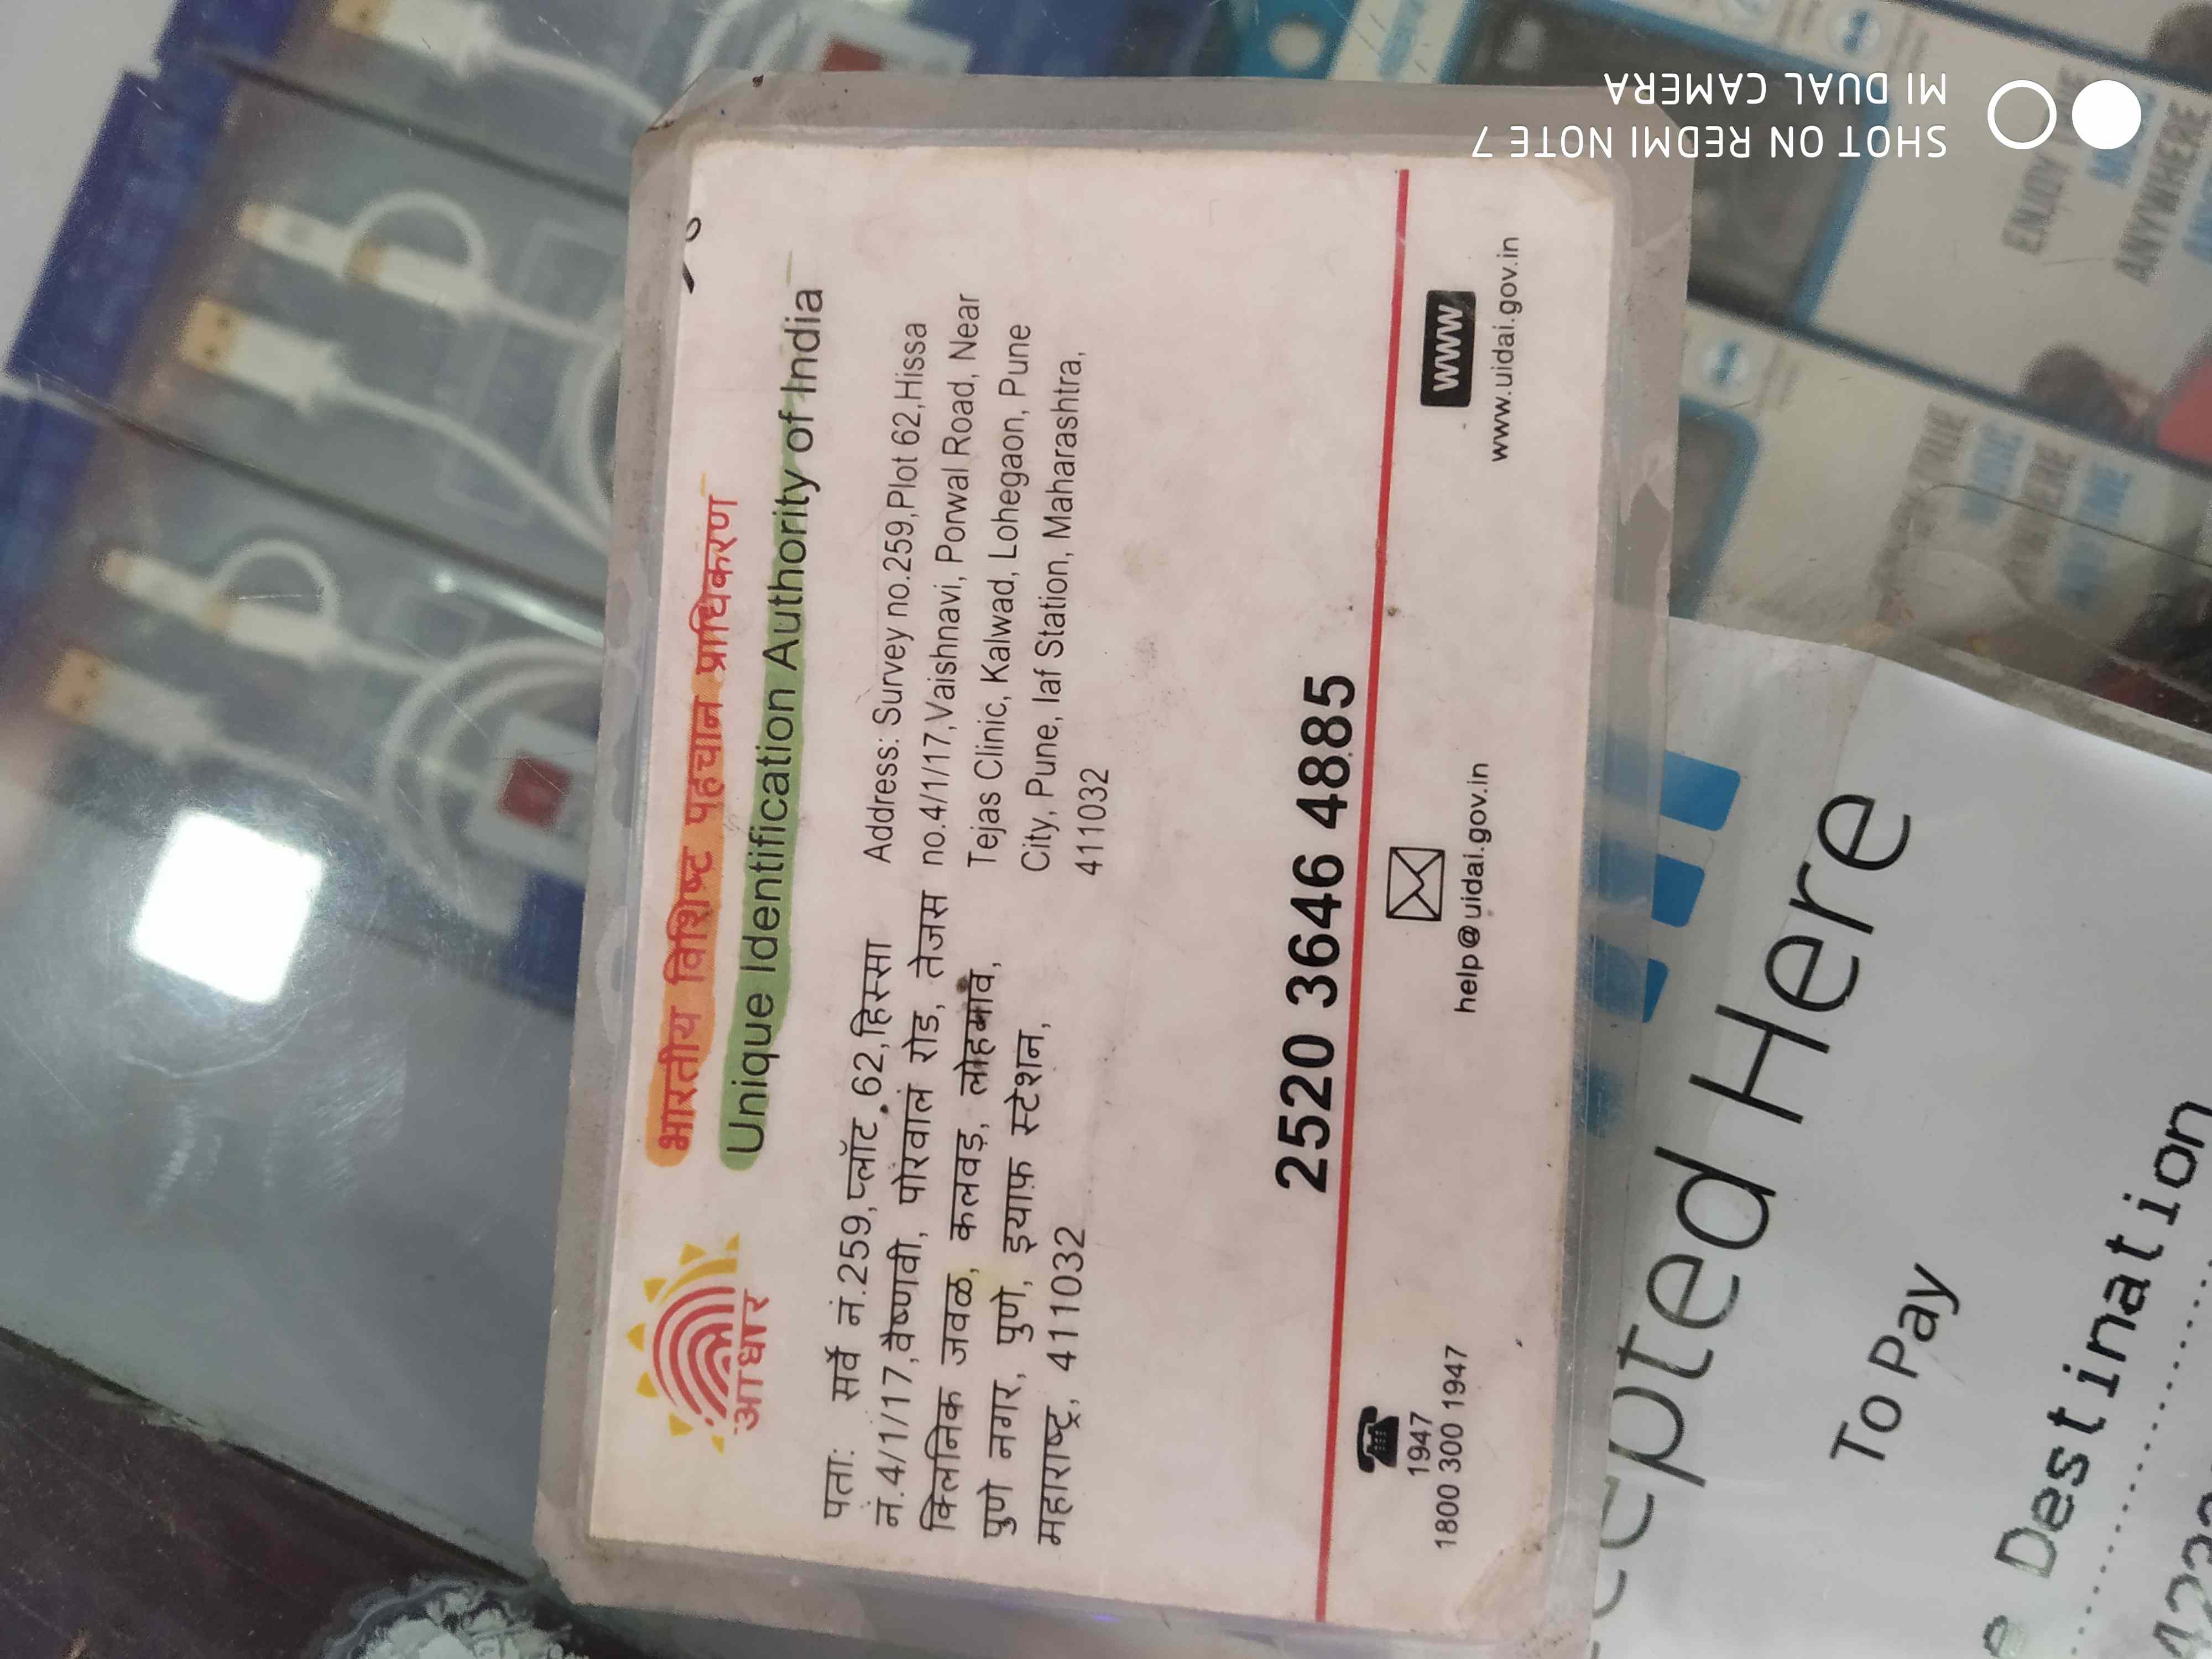 भारतीय विशिष्ट पहचान प्राधिकरण
Unique Identification Authority of India
आधार
पताः सर्वे नं.259,प्लॉट 62,हिस्सा
नं.4/1/17,वैष्णवी, पोरवाल रोड, तेजस
क्लिनिक जवळ, कलवड़, लोहगाव,
पुणे नगर, पुणे, इयाफ़ स्टेशन,
महाराष्ट्र, 411032
Address: Survey no.259,Plot 62,Hissa
no.4/1/17,Vaishnavi, Porwal Road, Near
Tejas Clinic, Kalwad, Lohegaon, Pune
City, Pune, Iaf Station, Maharashtra,
411032
2520 3646 4885
1947
1800 300 1947
help@uidai.gov.in
www
www.uidai.gov.in
Here
To Pay
Destination
SHOT ON REDMI NOTE 7
MI DUAL CAMERA
ENJOY
ANYWHERE